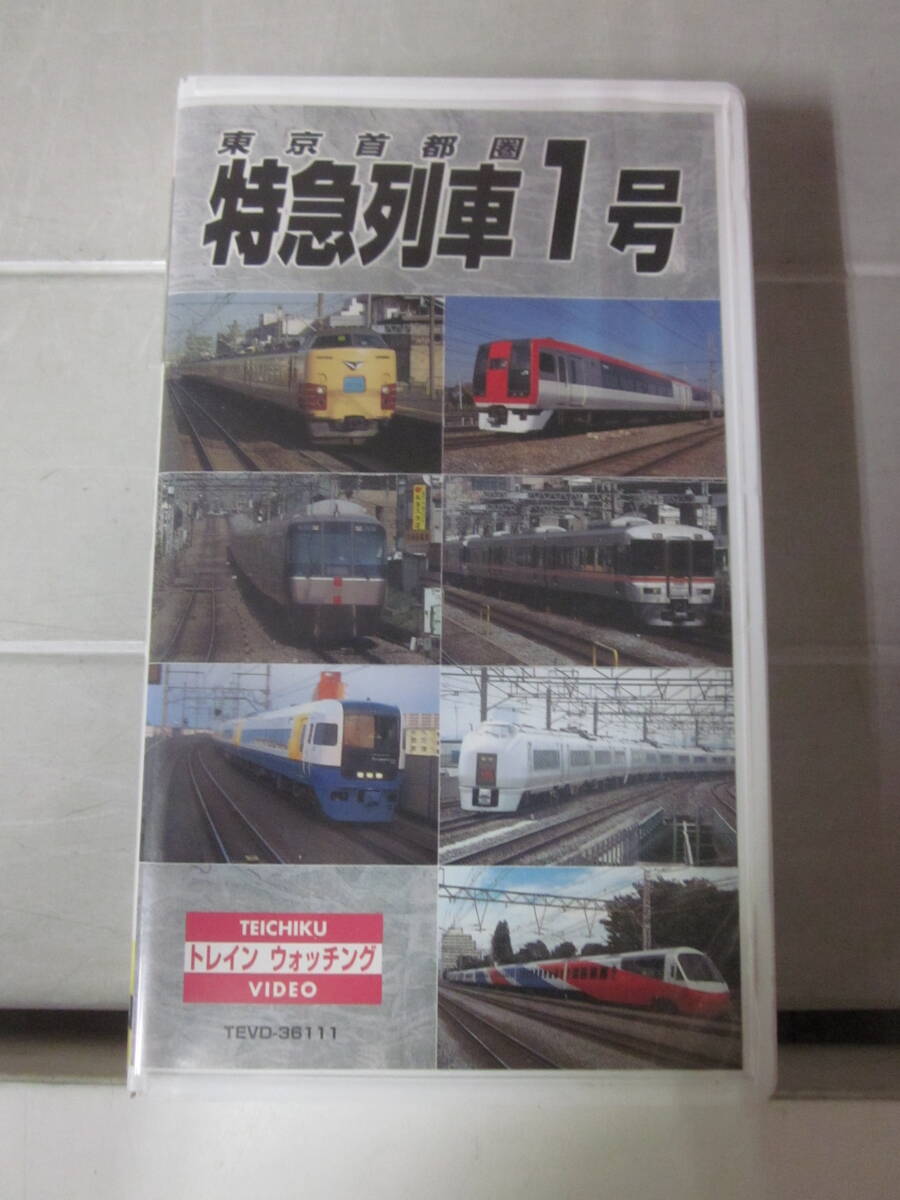 東京首都圏
特急列車1号
TEICHIKU
トレイン ウォッチング
VIDEO
TEVD-36111